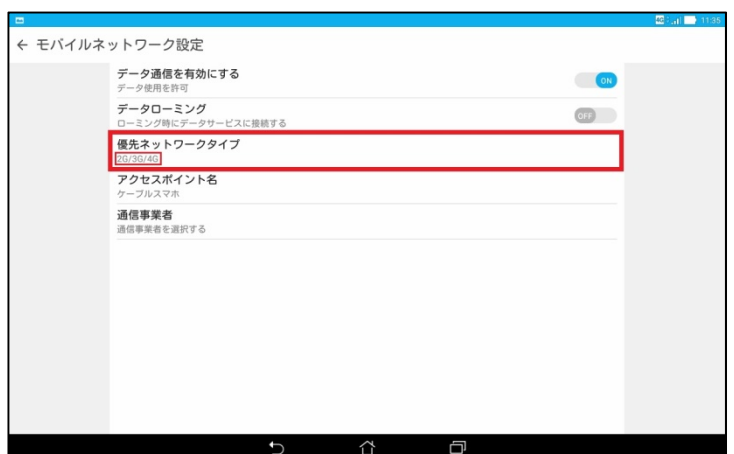 4G 11:35
← モバイルネットワーク設定
データ通信を有効にする
データ使用を許可
ON
データローミング
ローミング時にデータサービスに接続する
OFF
優先ネットワークタイプ
2G/3G/4G
アクセスポイント名
ケーブルスマホ
通信事業者
通信事業者を選択する